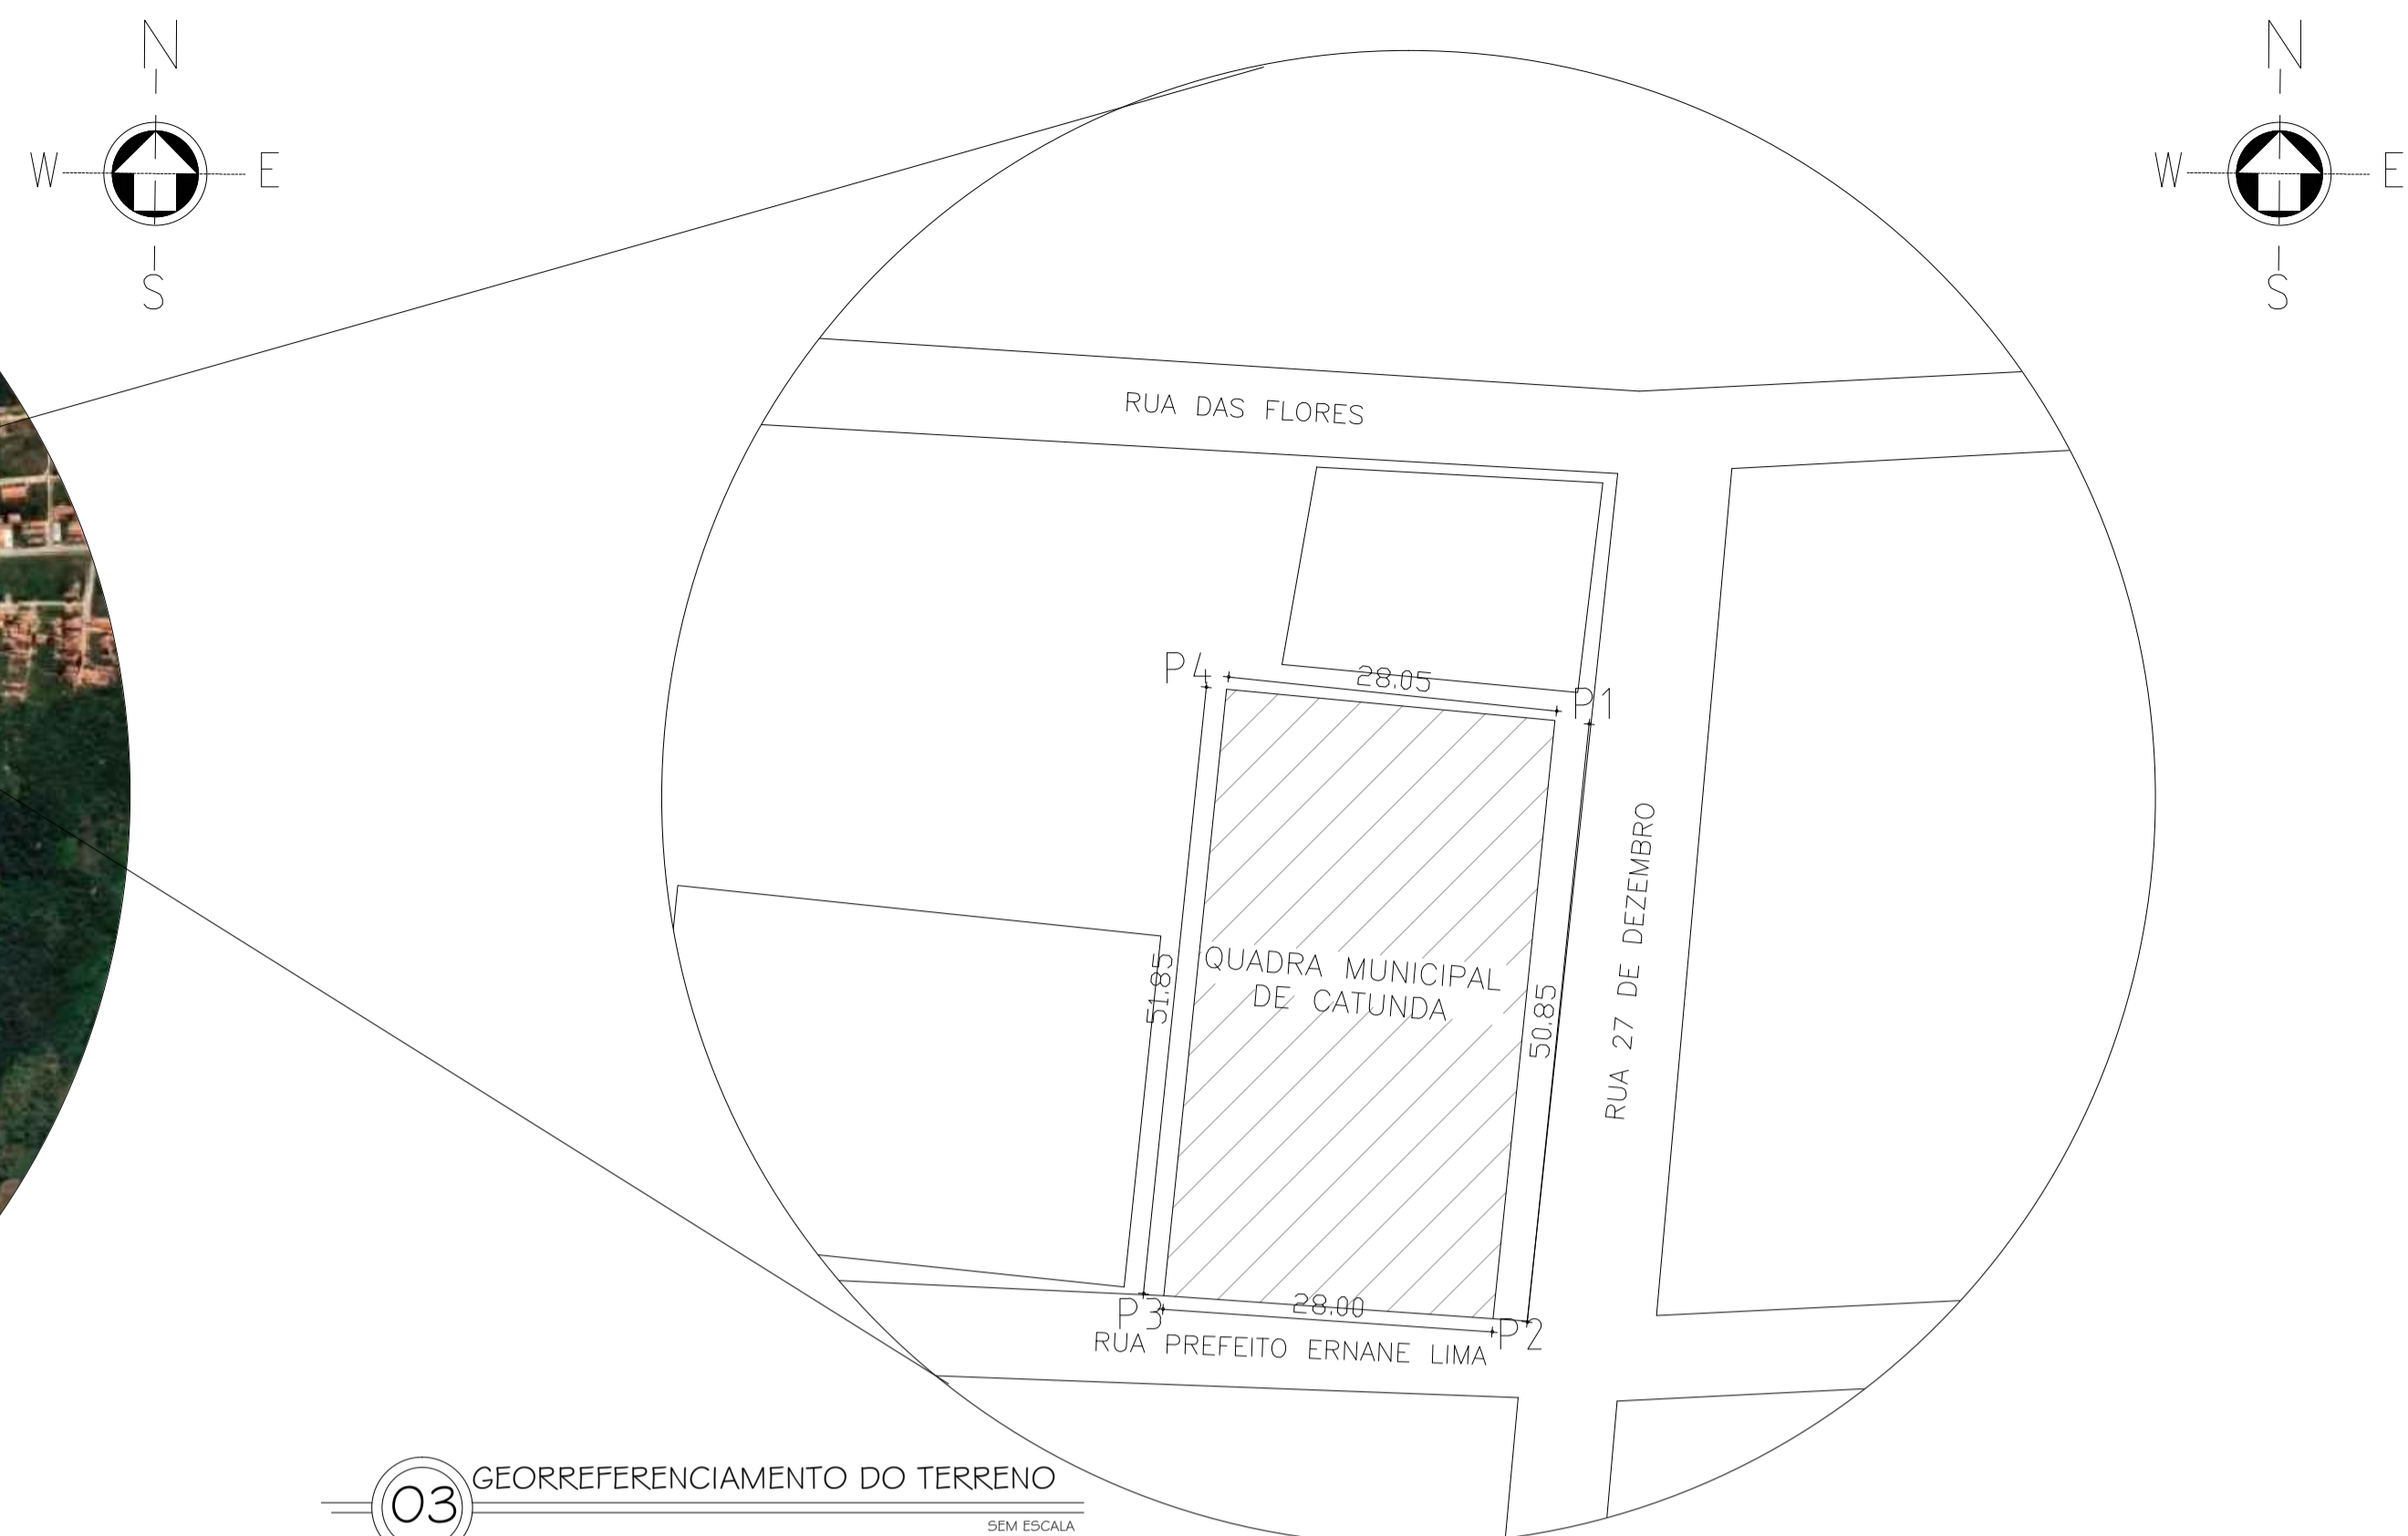 N
W E
S
N
W E
S
RUA DAS FLORES
P4
28.05
P1
51.85
QUADRA MUNICIPAL
DE CATUNDA
50.85
RUA 27 DE DEZEMBRO
P3
28.00
P2
RUA PREFEITO ERNANE LIMA
03
GEORREFERENCIAMENTO DO TERRENO
SEM ESCALA